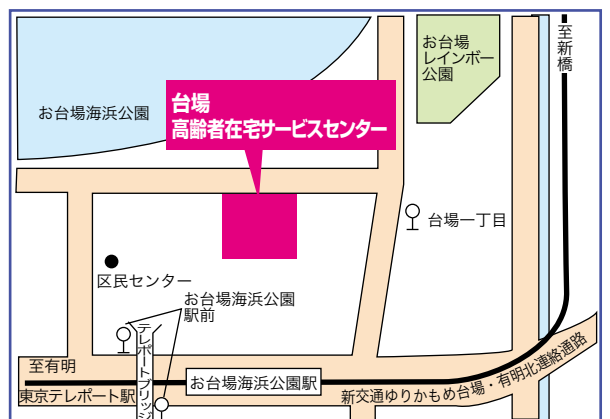 お台場
レインボー
公園
至新橋
お台場海浜公園
台場
高齢者在宅サービスセンター
台場一丁目
区民センター
お台場海浜公園
駅前
テレポートブリッジ
至有明
お台場海浜公園駅
東京テレポート駅
新交通ゆりかもめ台場・有明北連絡通路